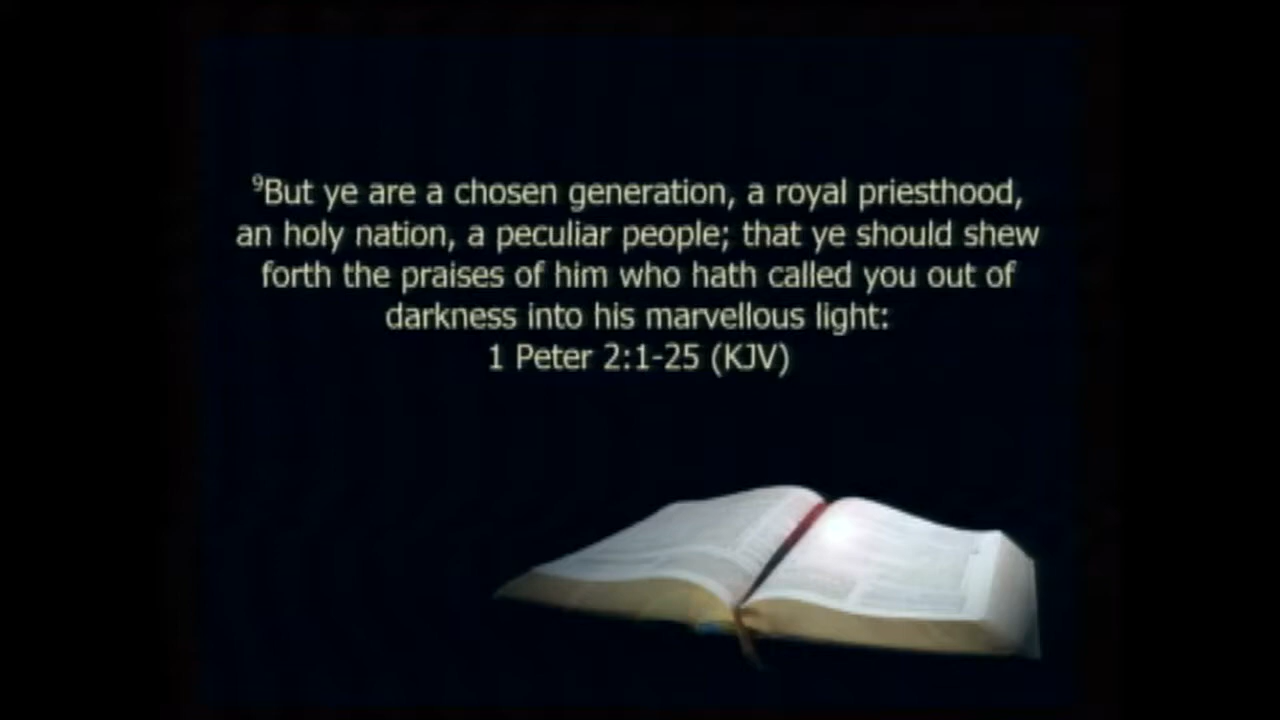 ⁹But ye are a chosen generation, a royal priesthood,
an holy nation, a peculiar people; that ye should shew
forth the praises of him who hath called you out of
darkness into his marvellous light:
1 Peter 2:1-25 (KJV)